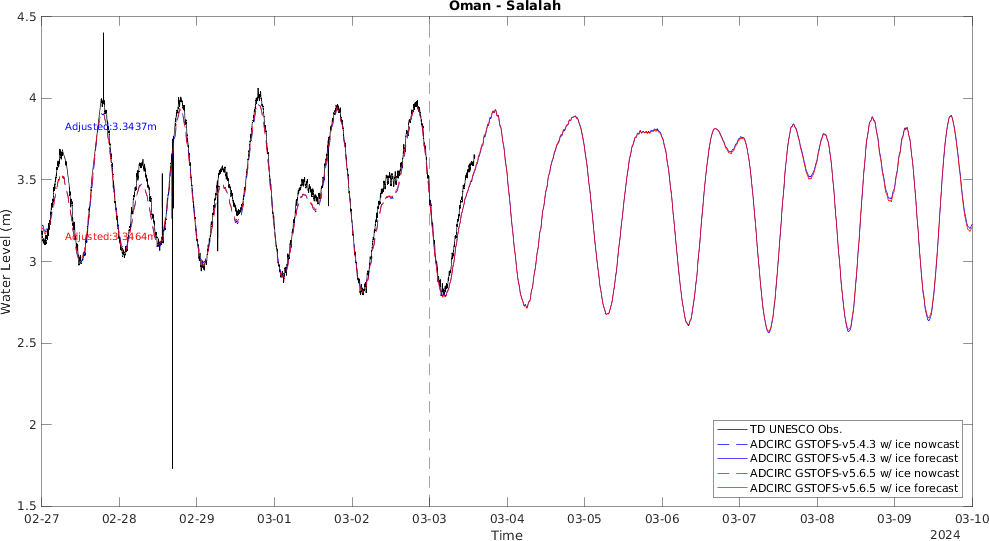 Oman - Salalah
4.5
4
3.5
3
2.5
2
1.5
Water Level (m)
Adjusted:3.3437m
Adjusted:3.3464m
TD UNESCO Obs.
ADCIRC GSTOFS-v5.4.3 w/ ice nowcast
ADCIRC GSTOFS-v5.4.3 w/ ice forecast
ADCIRC GSTOFS-v5.6.5 w/ ice nowcast
ADCIRC GSTOFS-v5.6.5 w/ ice forecast
02-27 02-28 02-29 03-01 03-02 03-03 03-04 03-05 03-06 03-07 03-08 03-09 03-10
Time
2024